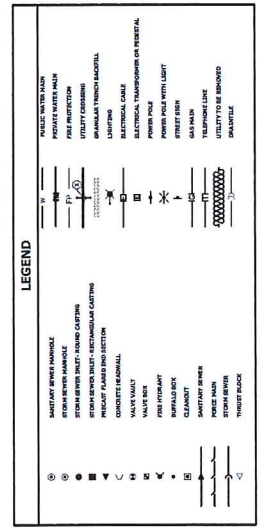 LEGEND
SANITARY SEWER MANHOLE
STORM SEWER MANHOLE
STORM SEWER INLET - ROUND CASTING
STORM SEWER INLET - RECTANGULAR CASTING
PRECAST FLARED END SECTION
CONCRETE HEADWALL
VALVE VAULT
VALVE BOX
FIRE HYDRANT
BUFFALO BOX
CLEANOUT
SANITARY SEWER
FORCE MAIN
STORM SEWER
THRUST BLOCK
W PUBLIC WATER MAIN
PRIVATE WATER MAIN
FP FIRE PROTECTION
X UTILITY CROSSING
GRANULAR TRENCH BACKFILL
LIGHTING
E ELECTRICAL CABLE
E ELECTRICAL TRANSFORMER OR PEDESTAL
POWER POLE
POWER POLE WITH LIGHT
STREET SIGN
G GAS MAIN
T TELEPHONE LINE
UTILITY TO BE REMOVED
D DRAINTILE